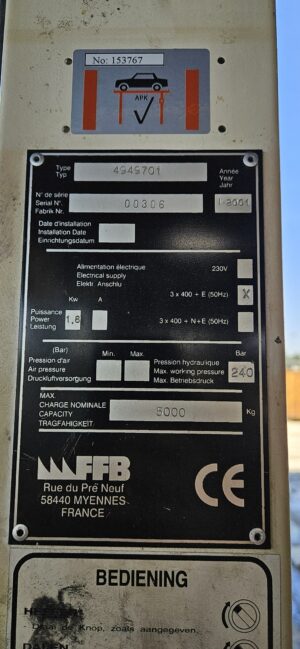 No: 153767
APK
Type
Typ
4949701
Année
Year
Jahr
N° de série
Serial N°.
Fabrik Nr.
00306
1-2001
Date d'installation
Installation Date
Einrichtungsdatum
Alimentation électrique
Electrical supply
Elektr. Anschlu
230V
3 x 400 + E (50Hz)
X
3 x 400 + N+E (50Hz)
Kw
A
Puissance
Power
Leistung
1.8
(Bar)
Min.
Max.
Pression d'air
Air pressure
Druckluftversorgung
Bar
Pression hydraulique
Max. working pressure
Max. Betriebsdruck
240
MAX.
CHARGE NOMINALE
CAPACITY
TRAGFAHIGKEIT
5000
Kg
FFB
Rue du Pré Neuf
58440 MYENNES
FRANCE
CE
BEDIENING
Draai de Knop, zoals aangegeven
DALEN